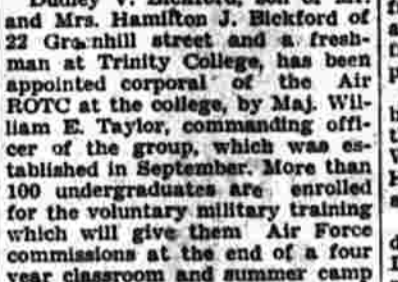 and Mrs. Hamilton J. Bickford of
22 Greenhill street and a fresh-
man at Trinity College, has been
appointed corporal of the Air
ROTC at the college, by Maj. Wil-
liam E. Taylor, commanding offi-
cer of the group, which was es-
tablished in September. More than
100 undergraduates are enrolled
for the voluntary military training
which will give them Air Force
commissions at the end of a four
year classroom and summer camp